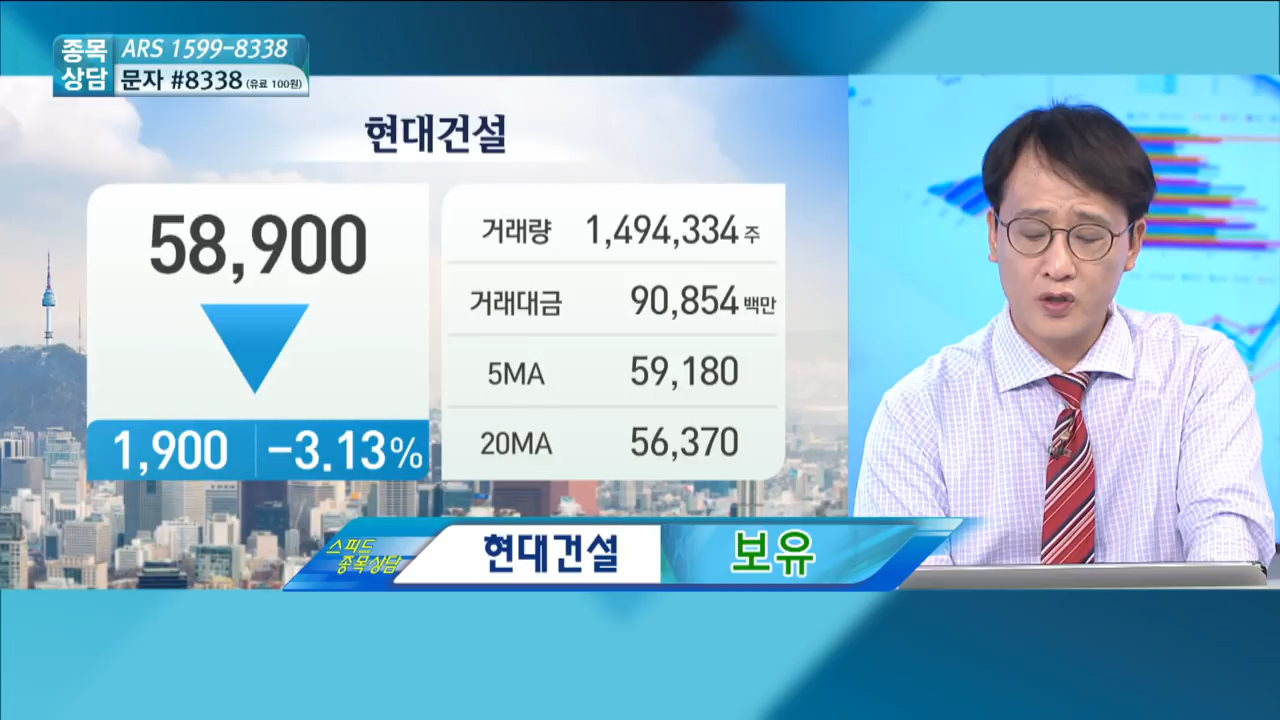 종목상담
ARS 1599-8338
문자 #8338 (유료 100원)
현대건설
58,900
1,900 -3.13%
거래량 1,494,334 주
거래대금 90,854 백만
5MA 59,180
20MA 56,370
스피드 종목상담
현대건설 보유